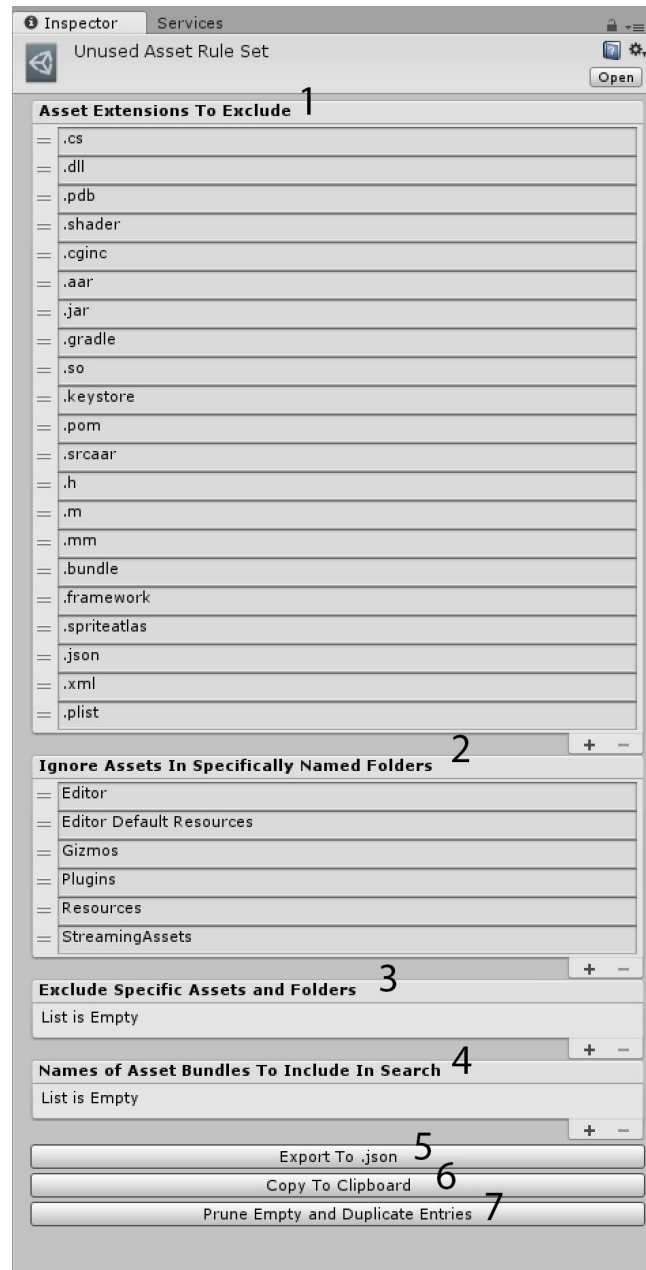 Inspector Services
Unused Asset Rule Set
Open
Asset Extensions To Exclude 1
.cs
.dll
.pdb
.shader
.cginc
.aar
.jar
.gradle
.so
.keystore
.pom
.srcaar
.h
.m
.mm
.bundle
.framework
.spriteatlas
.json
.xml
.plist
+ −
Ignore Assets In Specifically Named Folders 2
Editor
Editor Default Resources
Gizmos
Plugins
Resources
StreamingAssets
+ −
Exclude Specific Assets and Folders 3
List is Empty
+ −
Names of Asset Bundles To Include In Search 4
List is Empty
+ −
Export To .json 5
Copy To Clipboard 6
Prune Empty and Duplicate Entries 7